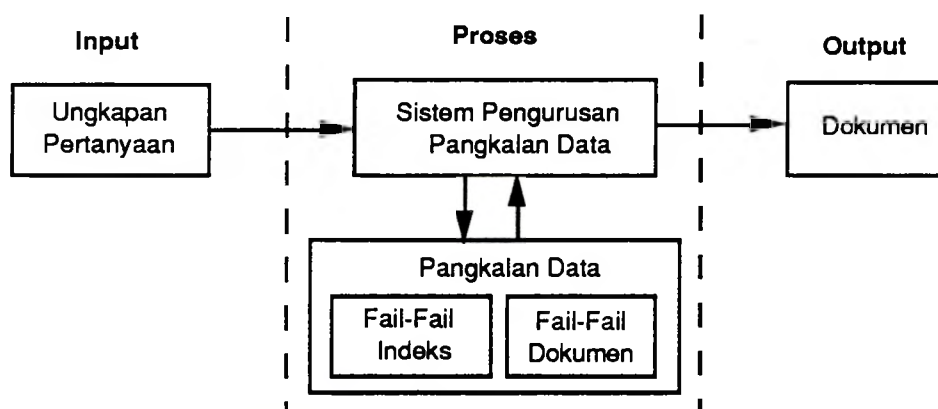 Input
Proses
Output
Ungkapan
Pertanyaan
Sistem Pengurusan
Pangkalan Data
Dokumen
Pangkalan Data
Fail-Fail
Indeks
Fail-Fail
Dokumen